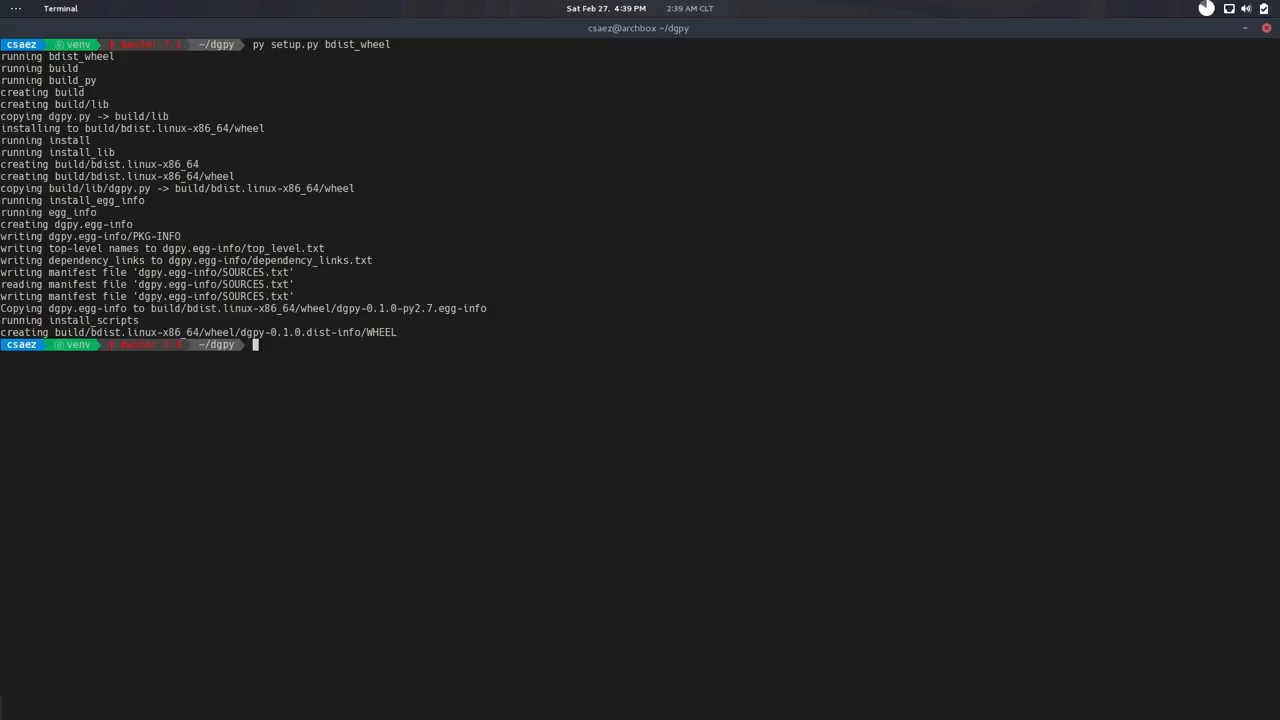 Terminal
Sat Feb 27, 4:39 PM 2:39 AM CLT
csaez@archbox ~/dgpy
csaez venv master ~/dgpy py setup.py bdist_wheel
running bdist_wheel
running build
running build_py
creating build
creating build/lib
copying dgpy.py -> build/lib
installing to build/bdist.linux-x86_64/wheel
running install
running install_lib
creating build/bdist.linux-x86_64
creating build/bdist.linux-x86_64/wheel
copying build/lib/dgpy.py -> build/bdist.linux-x86_64/wheel
running install_egg_info
running egg_info
creating dgpy.egg-info
writing dgpy.egg-info/PKG-INFO
writing top-level names to dgpy.egg-info/top_level.txt
writing dependency_links to dgpy.egg-info/dependency_links.txt
writing manifest file 'dgpy.egg-info/SOURCES.txt'
reading manifest file 'dgpy.egg-info/SOURCES.txt'
writing manifest file 'dgpy.egg-info/SOURCES.txt'
Copying dgpy.egg-info to build/bdist.linux-x86_64/wheel/dgpy-0.1.0-py2.7.egg-info
running install_scripts
creating build/bdist.linux-x86_64/wheel/dgpy-0.1.0.dist-info/WHEEL
csaez venv master ~/dgpy